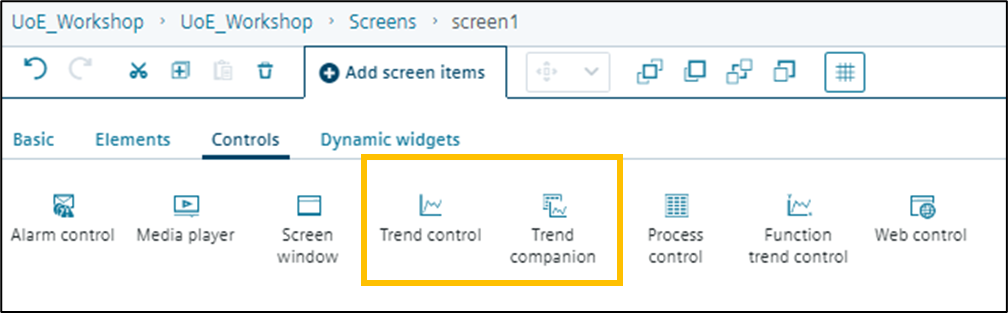 UoE_Workshop › UoE_Workshop › Screens › screen1
Add screen items
Basic Elements Controls Dynamic widgets
Alarm control Media player Screen window Trend control Trend companion Process control Function trend control Web control